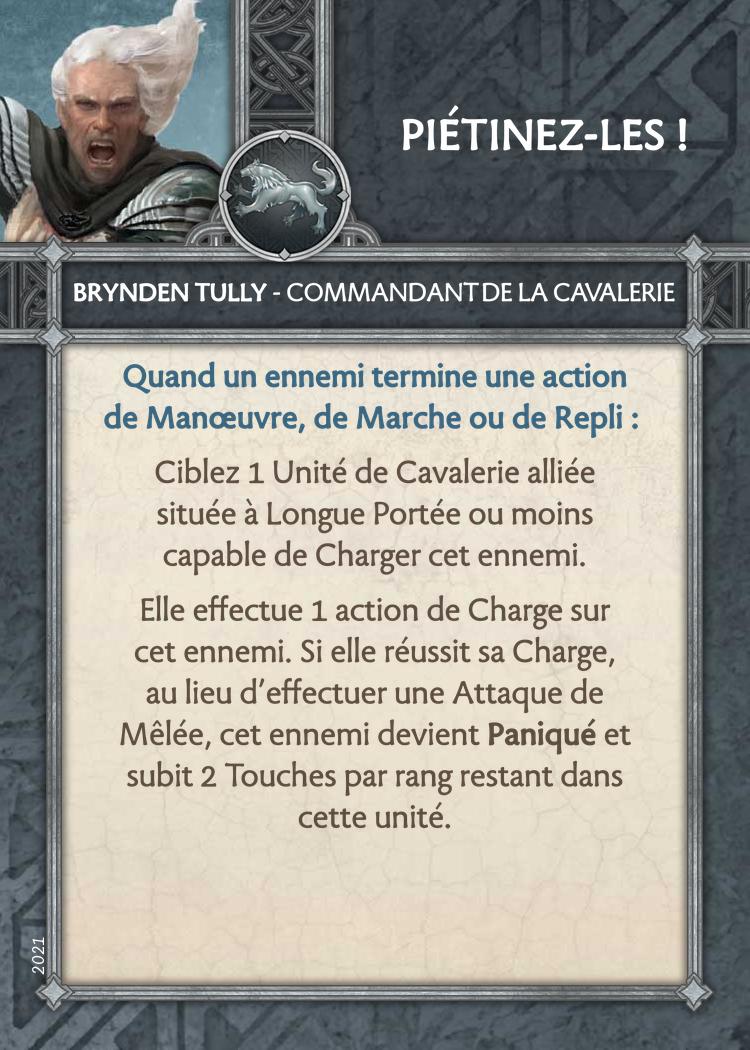 PIÉTINEZ-LES !
BRYNDEN TULLY - COMMANDANT DE LA CAVALERIE
Quand un ennemi termine une action
de Manœuvre, de Marche ou de Repli :
Ciblez 1 Unité de Cavalerie alliée
située à Longue Portée ou moins
capable de Charger cet ennemi.
Elle effectue 1 action de Charge sur
cet ennemi. Si elle réussit sa Charge,
au lieu d’effectuer une Attaque de
Mêlée, cet ennemi devient Paniqué et
subit 2 Touches par rang restant dans
cette unité.
2021